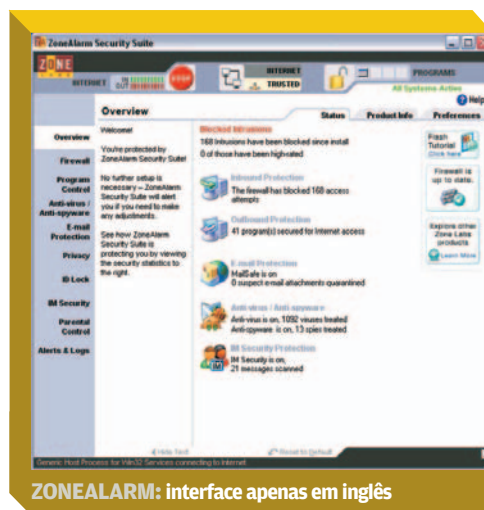 ZoneAlarm Security Suite
ZONE
LABS
INTERNET
IN
OUT
STOP
INTERNET
TRUSTED
PROGRAMS
All Systems Active
Help
Overview
Status
Product Info
Preferences
Overview
Firewall
Program
Control
Anti-virus /
Anti-spyware
E-mail
Protection
Privacy
ID Lock
IM Security
Parental
Control
Alerts & Logs
Welcome!
You're protected by
ZoneAlarm Security Suite!
No further setup is
necessary – ZoneAlarm
Security Suite will alert
you if you need to make
any adjustments.
See how ZoneAlarm
Security Suite is
protecting you by viewing
the security statistics to
the right.
Blocked Intrusions
168 Intrusions have been blocked since install
0 of those have been high-rated
Inbound Protection
The firewall has blocked 168 access
attempts
Outbound Protection
41 program(s) secured for Internet access
E-mail Protection
MailSafe is on
0 suspect e-mail attachments quarantined
Anti-virus / Anti-spyware
Anti-virus is on, 1092 viruses treated
Anti-spyware is on, 13 spies treated
IM Security Protection
IM Security is on,
21 messages scanned
Flash
Tutorial
Click here
Firewall is
up to date.
Explore other
Zone Labs
products.
Learn More
Hide Text
Reset to Default
Generic Host Process for Win32 Services connecting to Internet
ZONEALARM: interface apenas em inglês